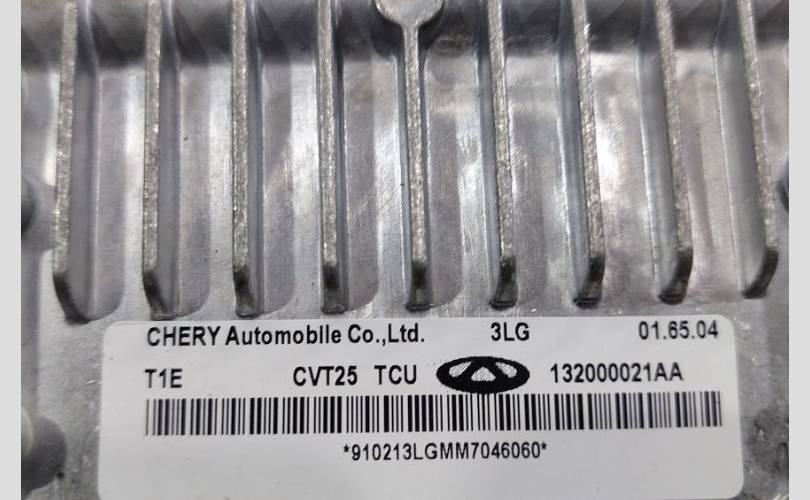 CHERY Automobile Co.,Ltd. 3LG 01.65.04
T1E CVT25 TCU 132000021AA
*910213LGMM7046060*